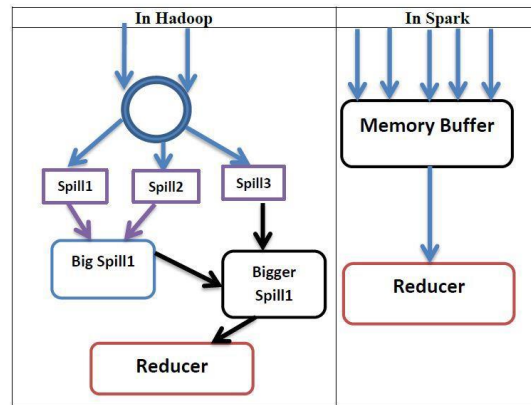 In Hadoop
In Spark
Memory Buffer
Spill1
Spill2
Spill3
Big Spill1
Bigger
Spill1
Reducer
Reducer